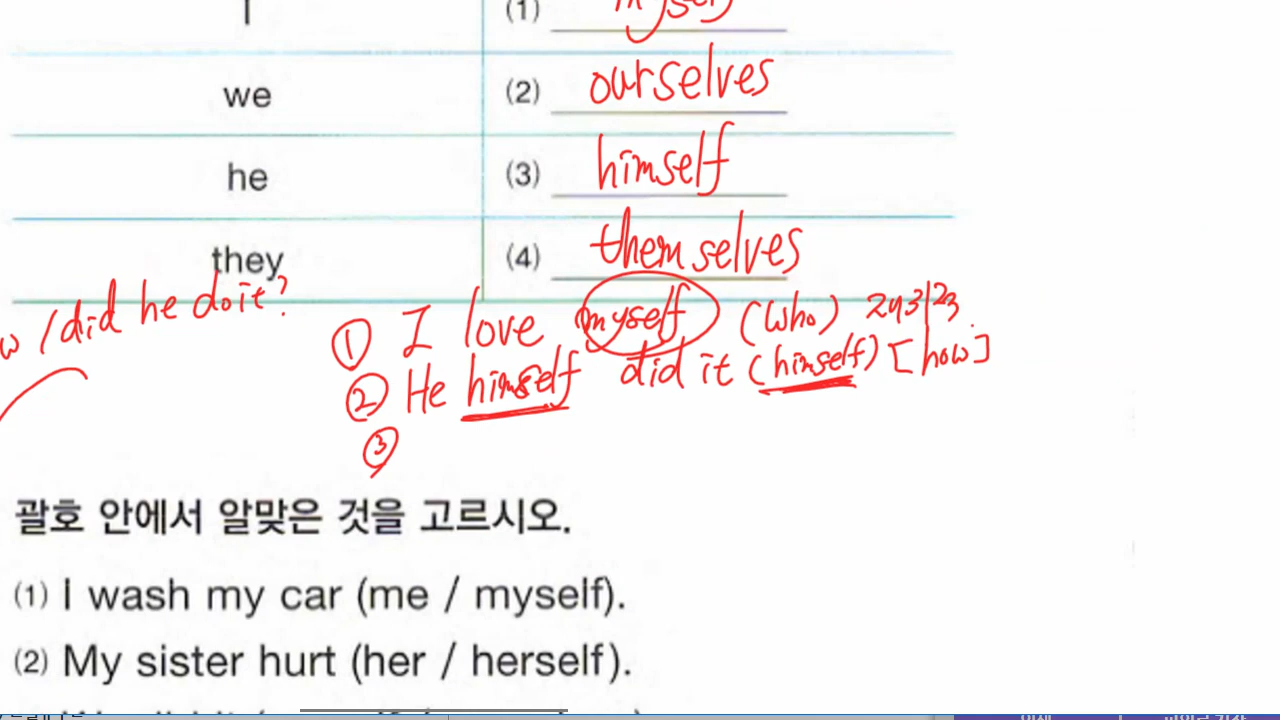 I (1) myself
we (2) ourselves
he (3) himself
they (4) themselves
/ did he do it?
① I love myself (who)
② He himself did it (himself) [how]
③
괄호 안에서 알맞은 것을 고르시오.
(1) I wash my car (me / myself).
(2) My sister hurt (her / herself).